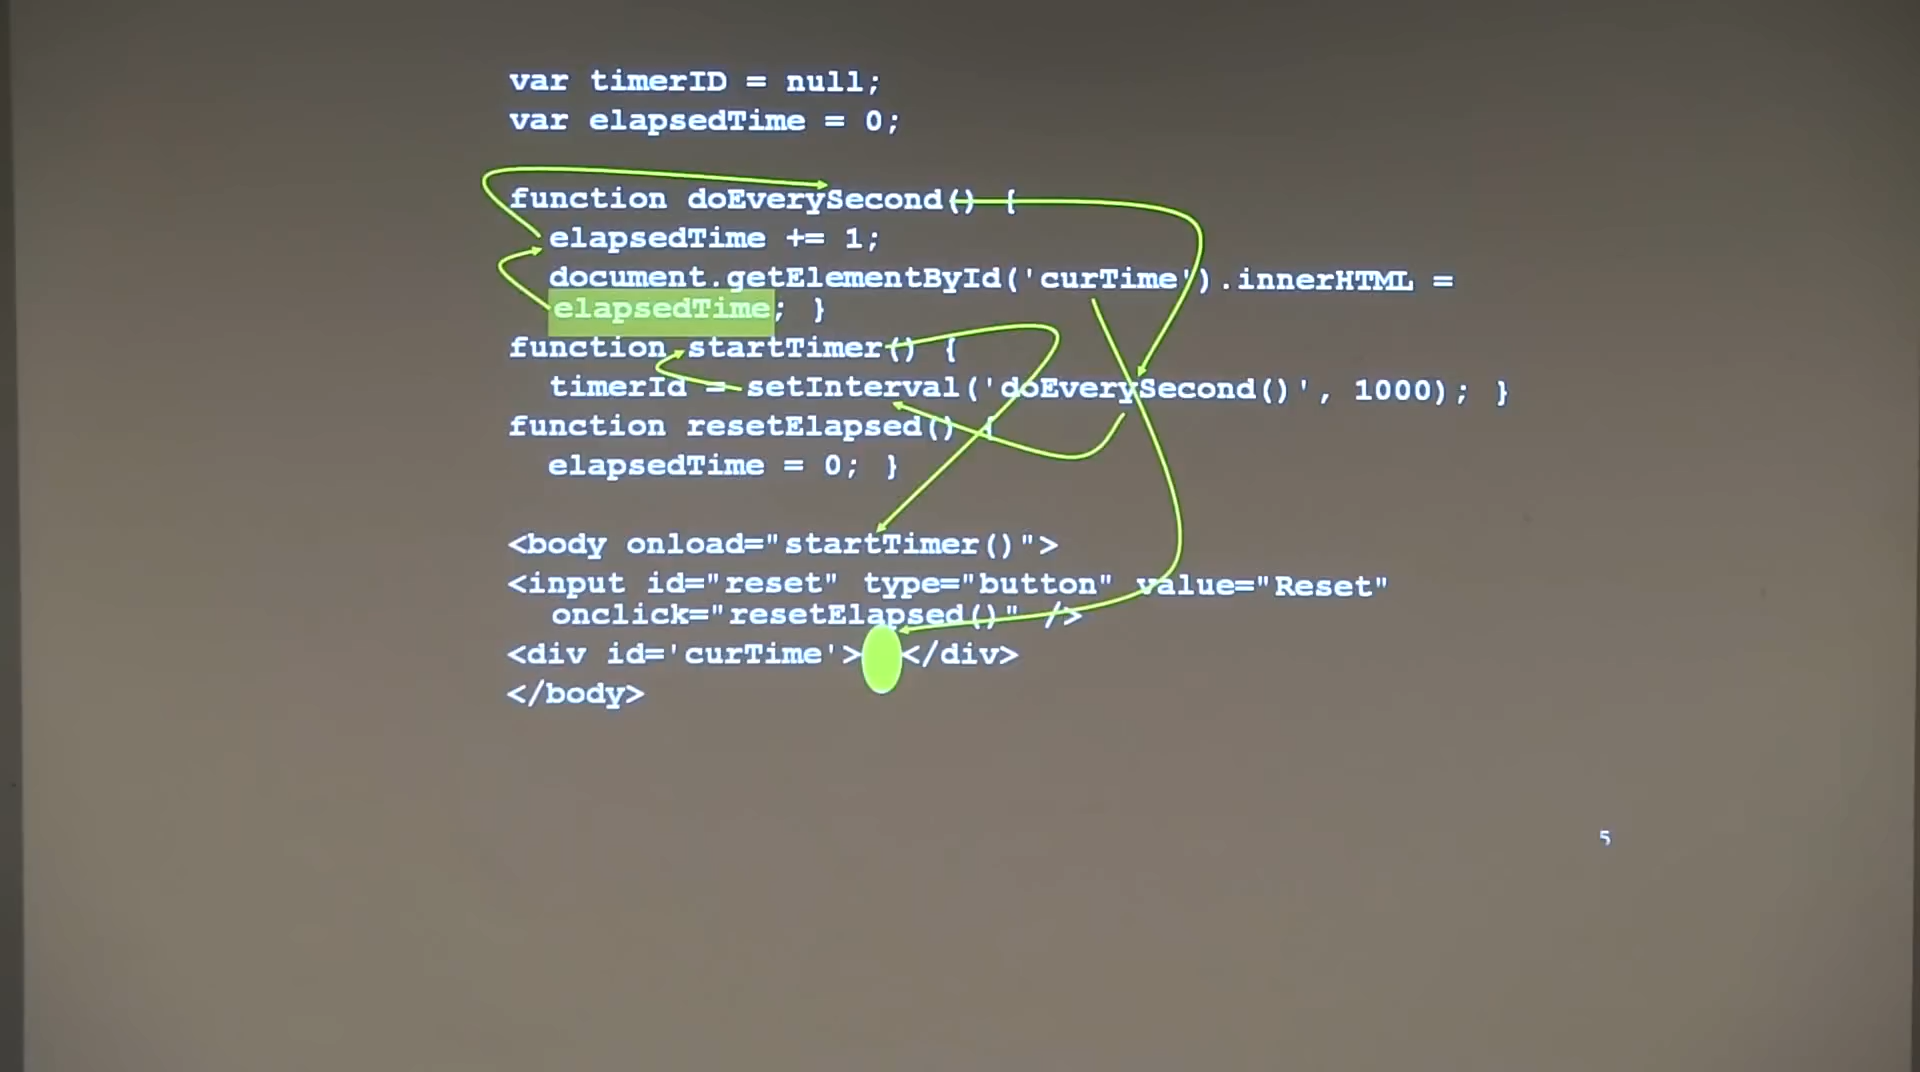 var timerID = null;
var elapsedTime = 0;
function doEverySecond() {
elapsedTime += 1;
document.getElementById('curTime').innerHTML =
elapsedTime; }
function startTimer() {
timerId = setInterval('doEverySecond()', 1000); }
function resetElapsed() {
elapsedTime = 0; }
<body onload="startTimer()">
<input id="reset" type="button" value="Reset"
onclick="resetElapsed()" />
<div id='curTime'></div>
</body>
5